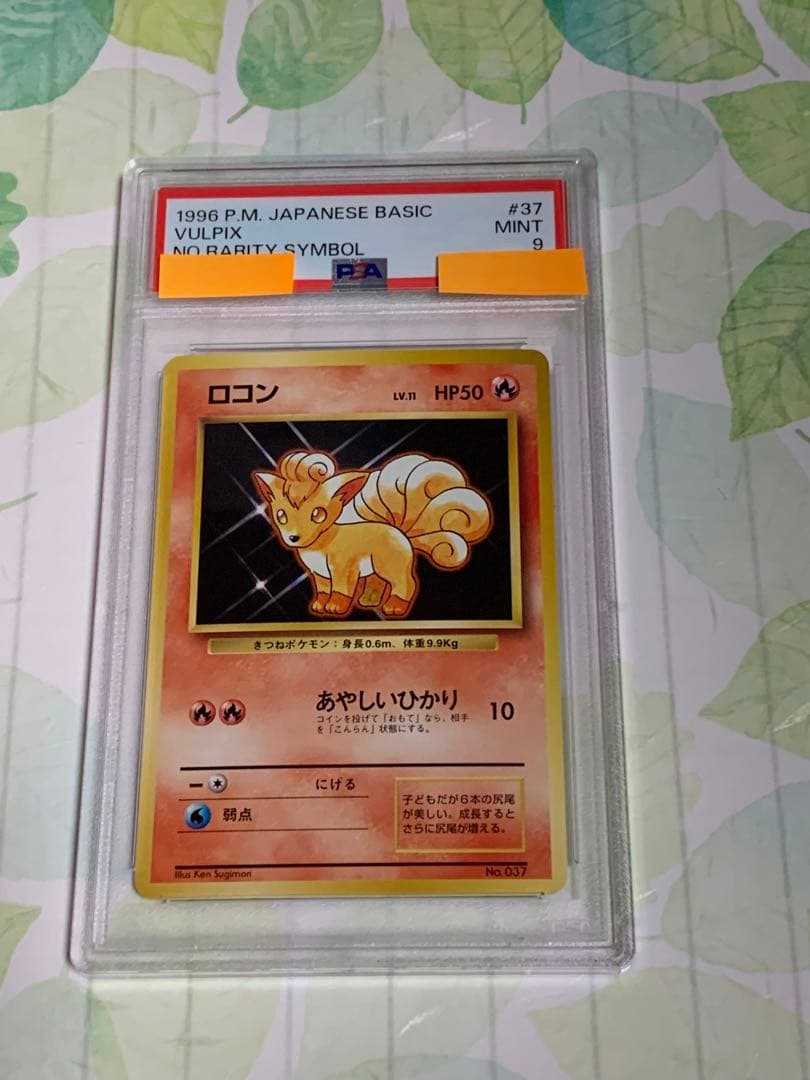 1996 P.M. JAPANESE BASIC #37
VULPIX MINT
NO RARITY SYMBOL 9
PSA
ロコン LV.11 HP50
きつねポケモン：身長0.6m、体重9.9Kg
あやしいひかり 10
コインを投げて「おもて」なら、相手
を「こんらん」状態にする。
にげる
弱点
子どもだが６本の尻尾
が美しい。成長すると
さらに尻尾が増える。
Illus.Ken Sugimori No.037